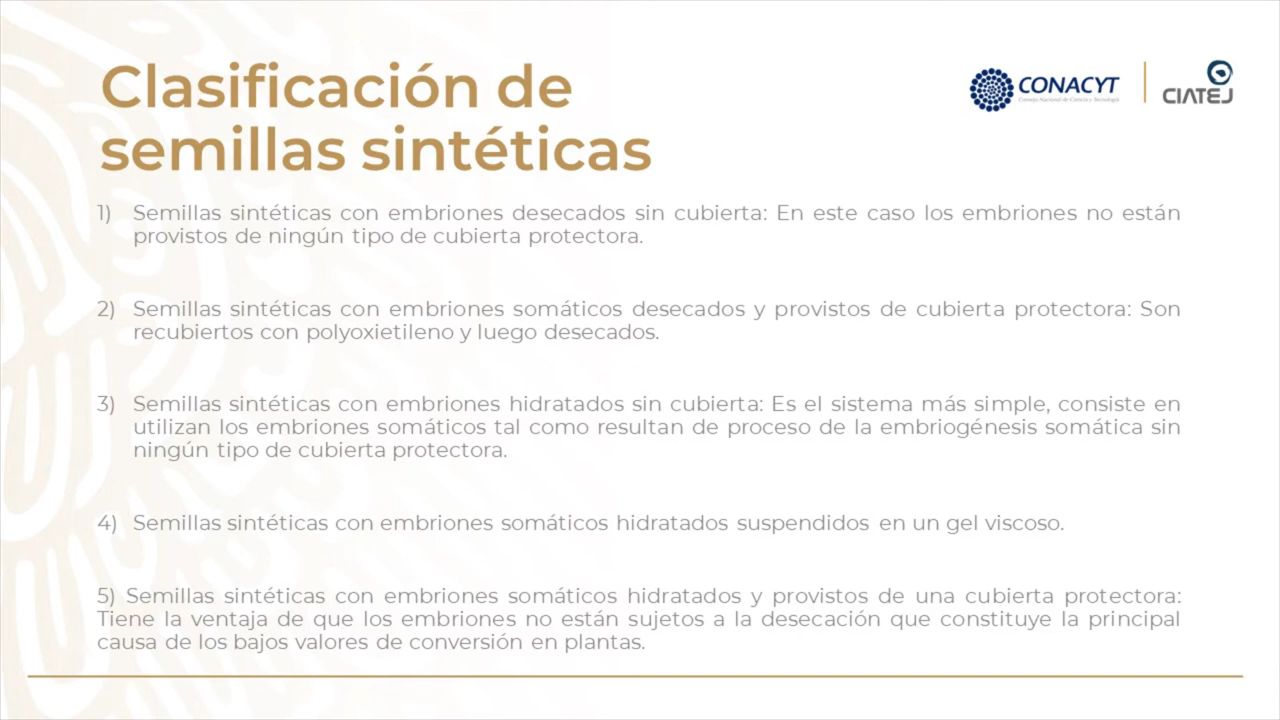 Clasificación de
semillas sintéticas
CONACYT
Consejo Nacional de Ciencia y Tecnología
CIATEJ
1) Semillas sintéticas con embriones desecados sin cubierta: En este caso los embriones no están
provistos de ningún tipo de cubierta protectora.
2) Semillas sintéticas con embriones somáticos desecados y provistos de cubierta protectora: Son
recubiertos con polyoxietileno y luego desecados.
3) Semillas sintéticas con embriones hidratados sin cubierta: Es el sistema más simple, consiste en
utilizan los embriones somáticos tal como resultan de proceso de la embriogénesis somática sin
ningún tipo de cubierta protectora.
4) Semillas sintéticas con embriones somáticos hidratados suspendidos en un gel viscoso.
5) Semillas sintéticas con embriones somáticos hidratados y provistos de una cubierta protectora:
Tiene la ventaja de que los embriones no están sujetos a la desecación que constituye la principal
causa de los bajos valores de conversión en plantas.